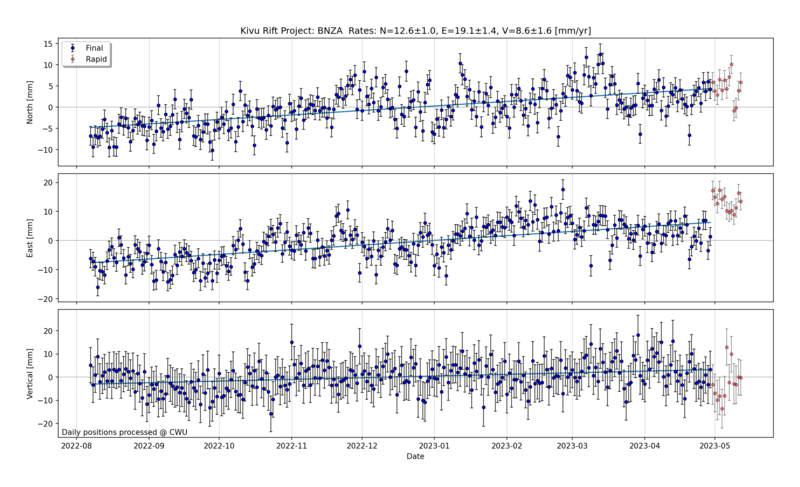 Kivu Rift Project: BNZA Rates: N=12.6±1.0, E=19.1±1.4, V=8.6±1.6 [mm/yr]
Final
Rapid
North [mm]
15
10
5
0
−5
−10
East [mm]
20
10
0
−10
−20
Vertical [mm]
20
10
0
−10
−20
Daily positions processed @ CWU
2022-08 2022-09 2022-10 2022-11 2022-12 2023-01 2023-02 2023-03 2023-04 2023-05
Date